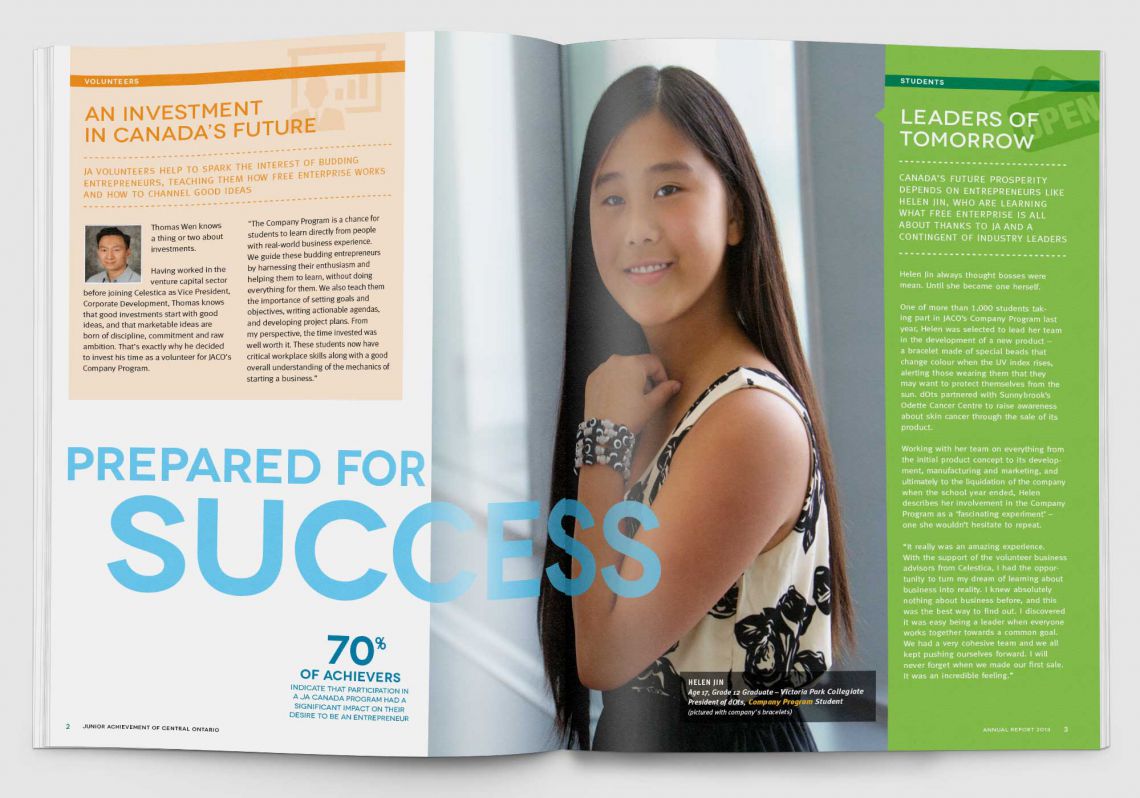 VOLUNTEERS
AN INVESTMENT
IN CANADA'S FUTURE
JA VOLUNTEERS HELP TO SPARK THE INTEREST OF BUDDING
ENTREPRENEURS, TEACHING THEM HOW FREE ENTERPRISE WORKS
AND HOW TO CHANNEL GOOD IDEAS
Thomas Wen knows
a thing or two about
investments.
Having worked in the
venture capital sector
before joining Celestica as Vice President,
Corporate Development, Thomas knows
that good investments start with good
ideas, and that marketable ideas are
born of discipline, commitment and raw
ambition. That's exactly why he decided
to invest his time as a volunteer for JACO's
Company Program.
"The Company Program is a chance for
students to learn directly from people
with real-world business experience.
We guide these budding entrepreneurs
by harnessing their enthusiasm and
helping them to learn, without doing
everything for them. We also teach them
the importance of setting goals and
objectives, writing actionable agendas,
and developing project plans. From
my perspective, the time invested was
well worth it. These students now have
critical workplace skills along with a good
overall understanding of the mechanics of
starting a business."
PREPARED FOR
SUCCESS
70%
OF ACHIEVERS
INDICATE THAT PARTICIPATION IN
A JA CANADA PROGRAM HAD A
SIGNIFICANT IMPACT ON THEIR
DESIRE TO BE AN ENTREPRENEUR
2 JUNIOR ACHIEVEMENT OF CENTRAL ONTARIO
HELEN JIN
Age 17, Grade 12 Graduate – Victoria Park Collegiate
President of dOts, Company Program Student
(pictured with company's bracelets)
STUDENTS
OPEN
LEADERS OF
TOMORROW
CANADA'S FUTURE PROSPERITY
DEPENDS ON ENTREPRENEURS LIKE
HELEN JIN, WHO ARE LEARNING
WHAT FREE ENTERPRISE IS ALL
ABOUT THANKS TO JA AND A
CONTINGENT OF INDUSTRY LEADERS
Helen Jin always thought bosses were
mean. Until she became one herself.
One of more than 1,000 students tak-
ing part in JACO's Company Program last
year, Helen was selected to lead her team
in the development of a new product –
a bracelet made of special beads that
change colour when the UV index rises,
alerting those wearing them that they
may want to protect themselves from the
sun. dOts partnered with Sunnybrook's
Odette Cancer Centre to raise awareness
about skin cancer through the sale of its
product.
Working with her team on everything from
the initial product concept to its develop-
ment, manufacturing and marketing, and
ultimately to the liquidation of the company
when the school year ended, Helen
describes her involvement in the Company
Program as a "fascinating experiment" –
one she wouldn't hesitate to repeat.
"It really was an amazing experience.
With the support of the volunteer business
advisors from Celestica, I had the oppor-
tunity to turn my dream of learning about
business into reality. I knew absolutely
nothing about business before, and this
was the best way to find out. I discovered
it was easy being a leader when everyone
works together towards a common goal.
We had a very cohesive team and we all
kept pushing ourselves forward. I will
never forget when we made our first sale.
It was an incredible feeling."
ANNUAL REPORT 2013 3